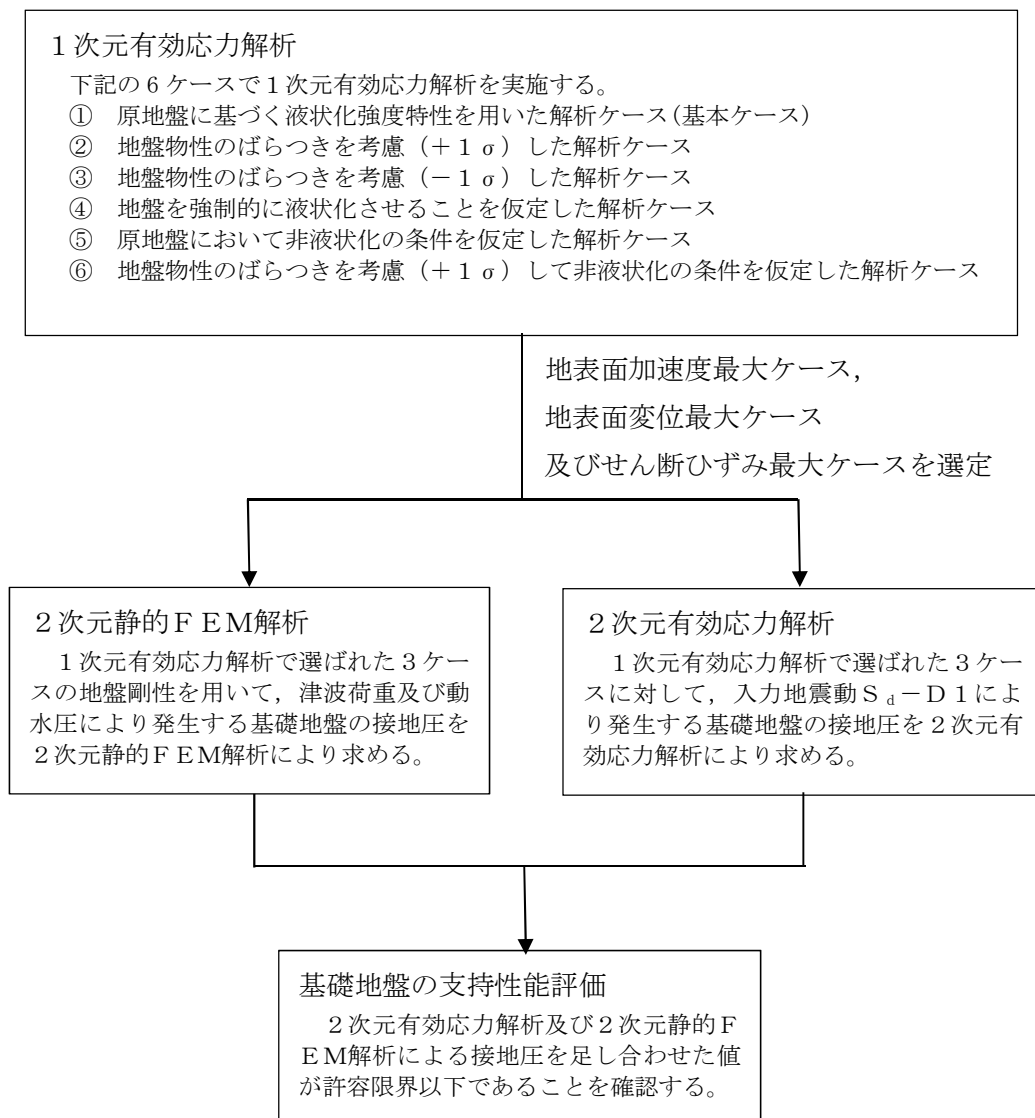 １次元有効応力解析
下記の６ケースで１次元有効応力解析を実施する。
①　原地盤に基づく液状化強度特性を用いた解析ケース(基本ケース)
②　地盤物性のばらつきを考慮（＋１σ）した解析ケース
③　地盤物性のばらつきを考慮（－１σ）した解析ケース
④　地盤を強制的に液状化させることを仮定した解析ケース
⑤　原地盤において非液状化の条件を仮定した解析ケース
⑥　地盤物性のばらつきを考慮（＋１σ）して非液状化の条件を仮定した解析ケース
地表面加速度最大ケース，
地表面変位最大ケース
及びせん断ひずみ最大ケースを選定
２次元静的ＦＥＭ解析
１次元有効応力解析で選ばれた３ケ
ースの地盤剛性を用いて，津波荷重及び動
水圧により発生する基礎地盤の接地圧を
２次元静的ＦＥＭ解析により求める。
２次元有効応力解析
１次元有効応力解析で選ばれた３ケー
スに対して，入力地震動Ｓｄ－Ｄ１によ
り発生する基礎地盤の接地圧を２次元有
効応力解析により求める。
基礎地盤の支持性能評価
２次元有効応力解析及び２次元静的Ｆ
ＥＭ解析による接地圧を足し合わせた値
が許容限界以下であることを確認する。